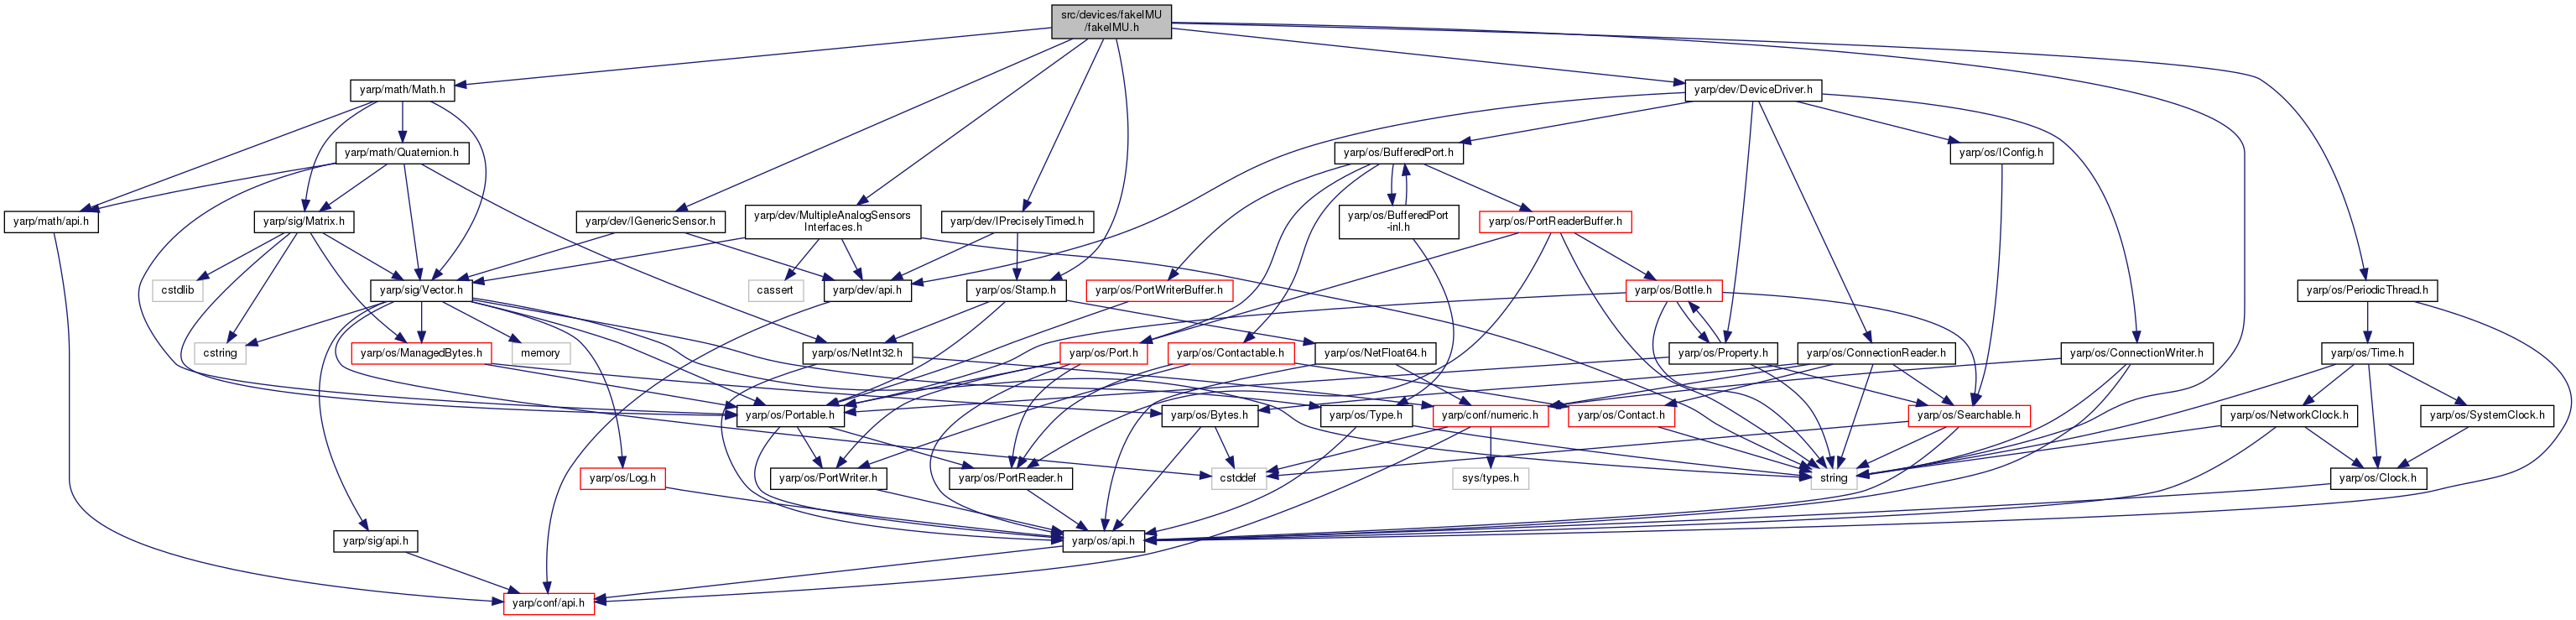 src/devices/fakeIMU
/fakeIMU.h
yarp/math/Math.h
yarp/dev/DeviceDriver.h
yarp/math/Quaternion.h
yarp/os/BufferedPort.h
yarp/os/IConfig.h
yarp/math/api.h
yarp/sig/Matrix.h
yarp/dev/IGenericSensor.h
yarp/dev/MultipleAnalogSensors
Interfaces.h
yarp/dev/IPreciselyTimed.h
yarp/os/BufferedPort
-inl.h
yarp/os/PortReaderBuffer.h
cstdlib
yarp/sig/Vector.h
cassert
yarp/dev/api.h
yarp/os/Stamp.h
yarp/os/PortWriterBuffer.h
yarp/os/Bottle.h
yarp/os/PeriodicThread.h
cstring
yarp/os/ManagedBytes.h
memory
yarp/os/NetInt32.h
yarp/os/Port.h
yarp/os/Contactable.h
yarp/os/NetFloat64.h
yarp/os/Property.h
yarp/os/ConnectionReader.h
yarp/os/ConnectionWriter.h
yarp/os/Time.h
yarp/os/Portable.h
yarp/os/Bytes.h
yarp/os/Type.h
yarp/conf/numeric.h
yarp/os/Contact.h
yarp/os/Searchable.h
yarp/os/NetworkClock.h
yarp/os/SystemClock.h
yarp/os/Log.h
yarp/os/PortWriter.h
yarp/os/PortReader.h
cstddef
sys/types.h
string
yarp/os/Clock.h
yarp/sig/api.h
yarp/os/api.h
yarp/conf/api.h